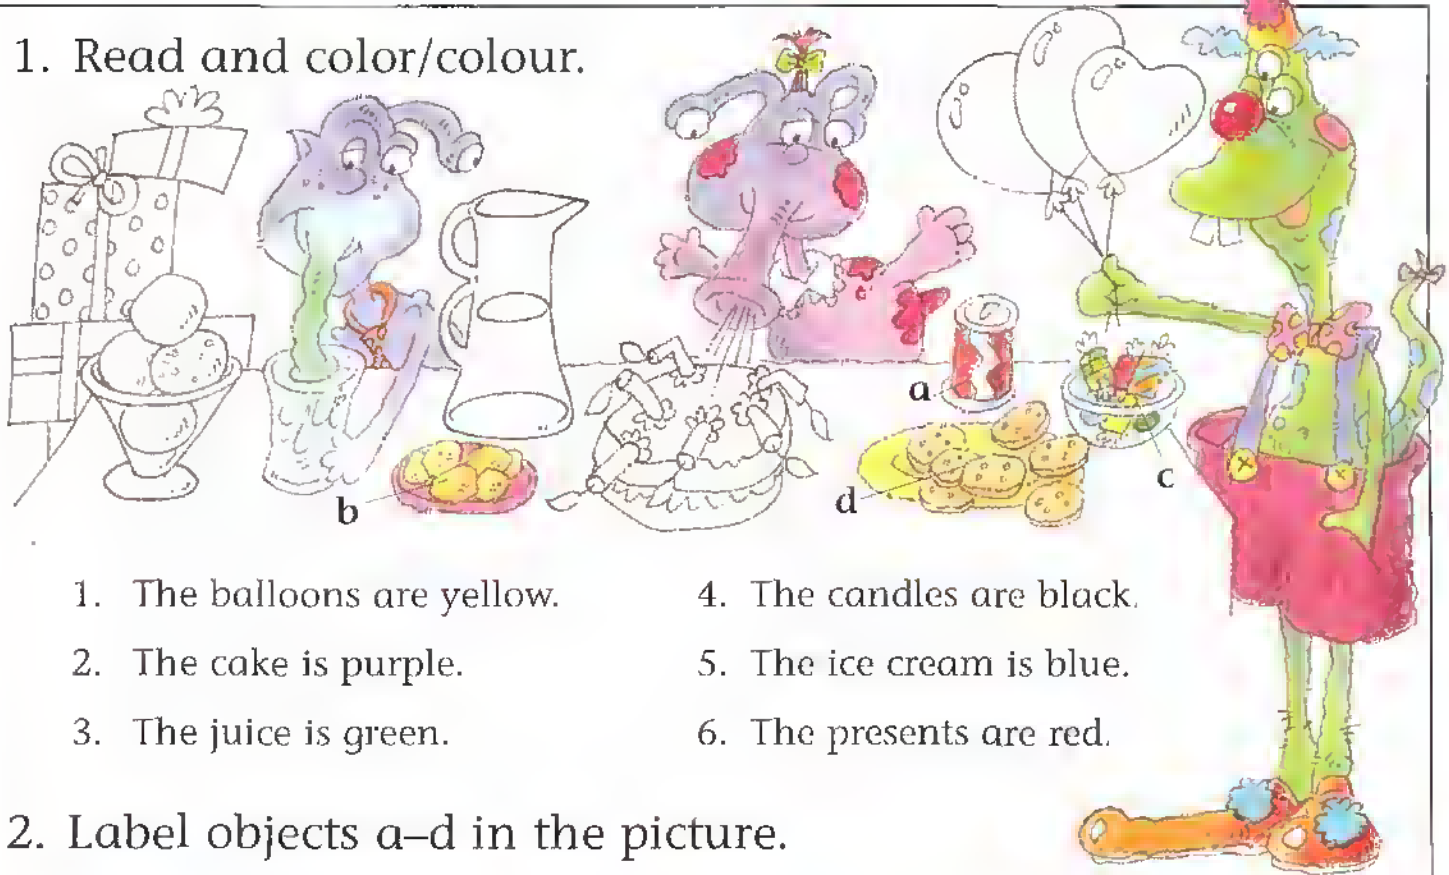 1. Read and color/colour.
a
b
c
d
1. The balloons are yellow.
2. The cake is purple.
3. The juice is green.
4. The candles are black.
5. The ice cream is blue.
6. The presents are red.
2. Label objects a–d in the picture.